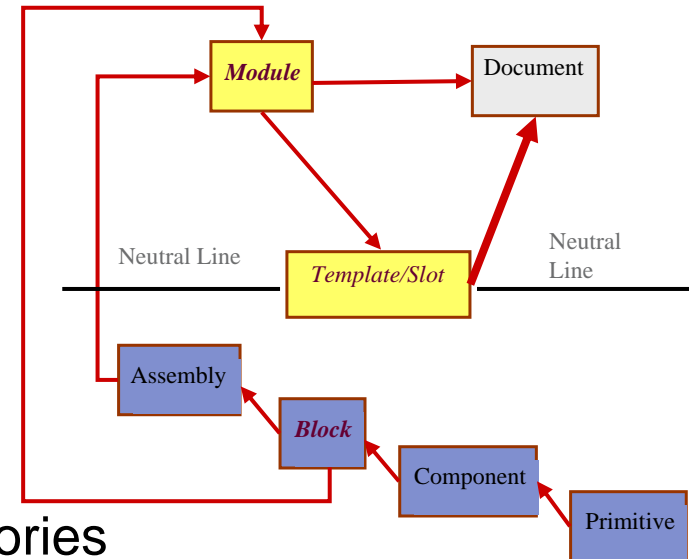 Module
Document
Neutral Line
Template/Slot
Neutral
Line
Assembly
Block
Component
Primitive
ories